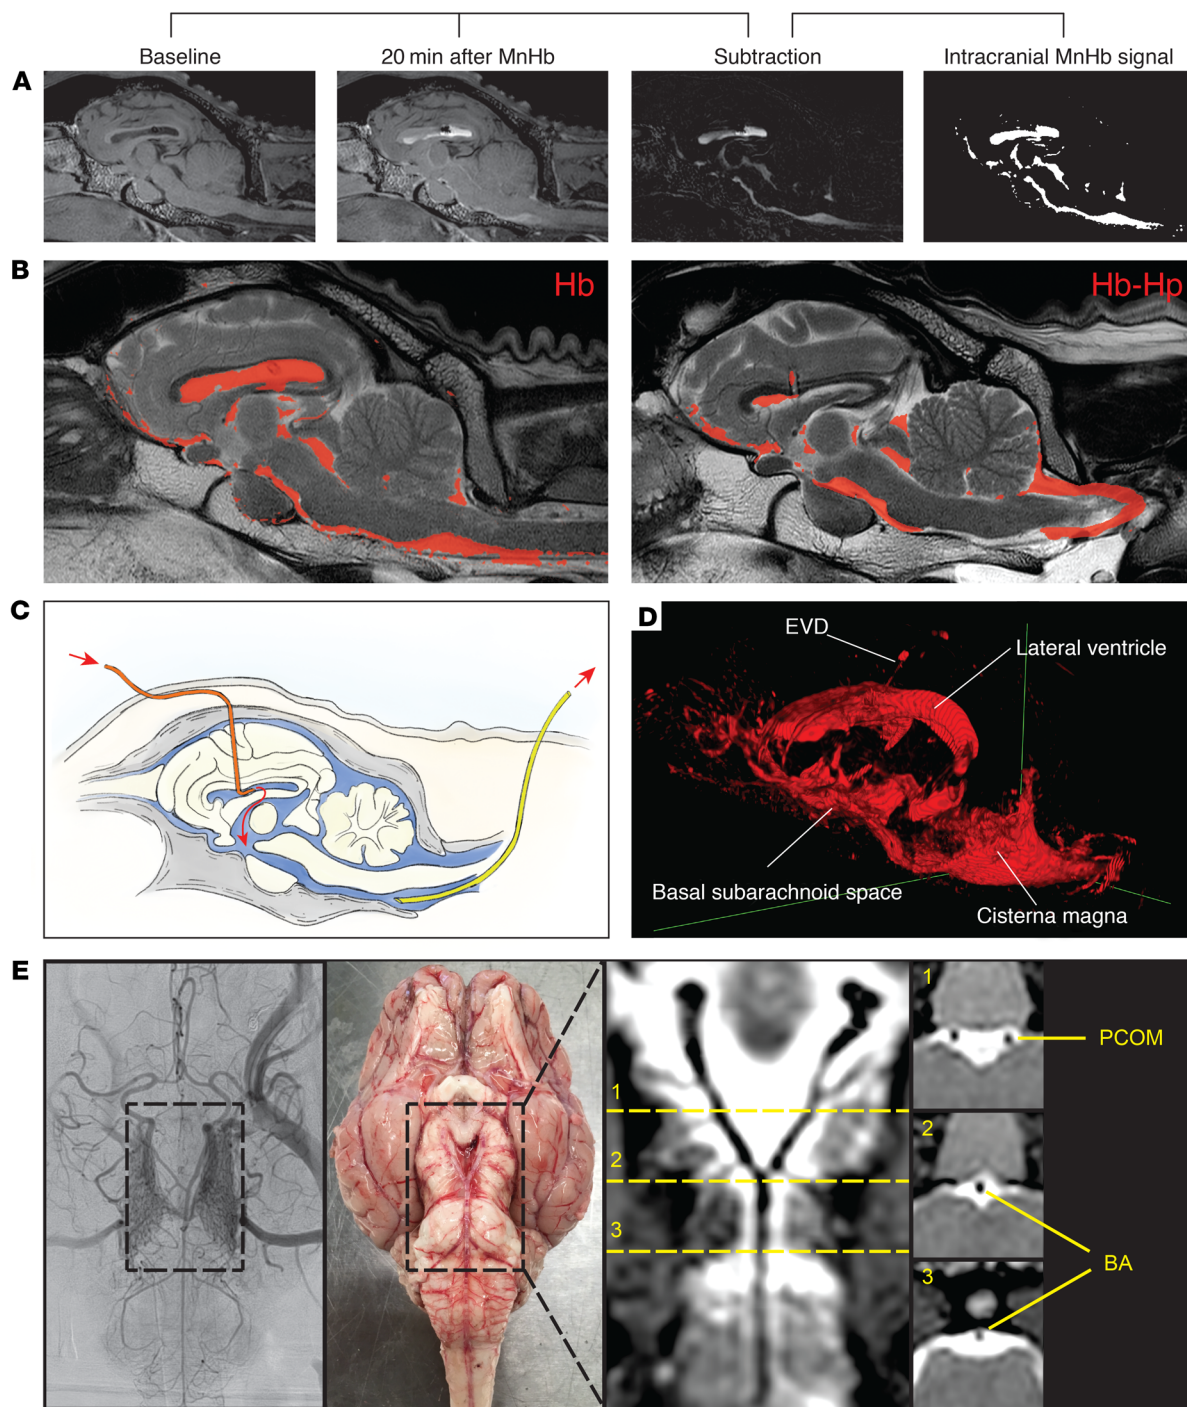 Baseline
20 min after MnHb
Subtraction
Intracranial MnHb signal
A
B
Hb
Hb-Hp
C
D
EVD
Lateral ventricle
Basal subarachnoid space
Cisterna magna
E
1
2
3
1
PCOM
2
BA
3